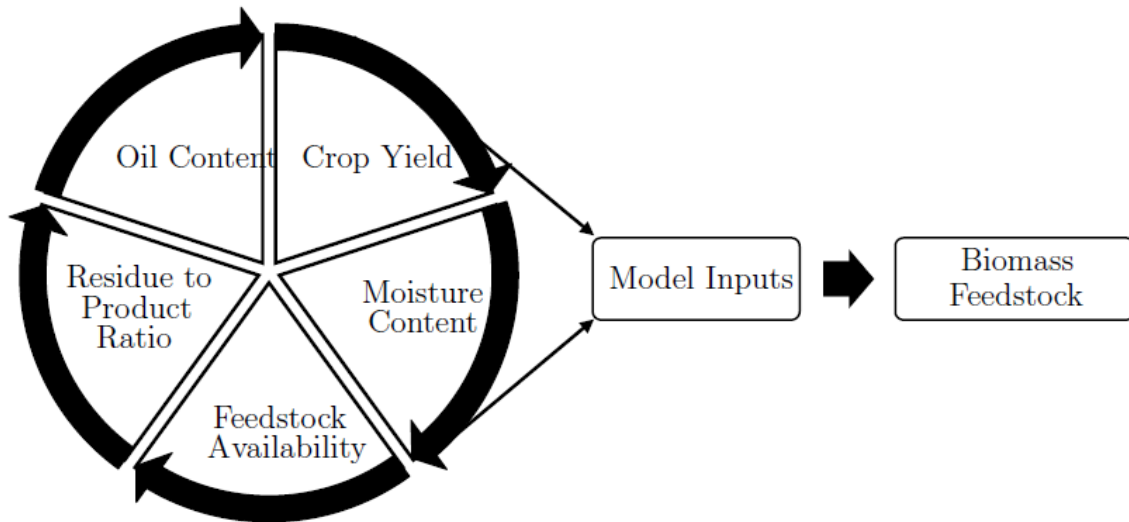 Oil Content
Crop Yield
Moisture
Content
Feedstock
Availability
Residue to
Product
Ratio
Model Inputs
Biomass
Feedstock